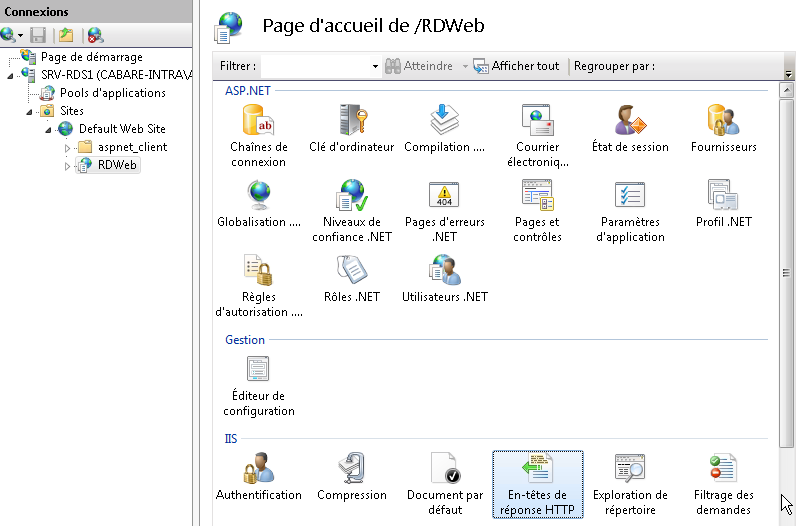 Connexions
Page de démarrage
SRV-RDS1 (CABARE-INTRA\A
Pools d'applications
Sites
Default Web Site
aspnet_client
RDWeb
Page d'accueil de /RDWeb
Filtrer : Atteindre Afficher tout Regrouper par :
ASP.NET
Chaînes de connexion
Clé d'ordinateur
Compilation ....
Courrier électroniq...
État de session
Fournisseurs
Globalisation ....
Niveaux de confiance .NET
Pages d'erreurs .NET
404
Pages et contrôles
Paramètres d'application
Profil .NET
Règles d'autorisation ....
Rôles .NET
Utilisateurs .NET
Gestion
Éditeur de configuration
IIS
Authentification
Compression
Document par défaut
En-têtes de réponse HTTP
Exploration de répertoire
Filtrage des demandes
ab